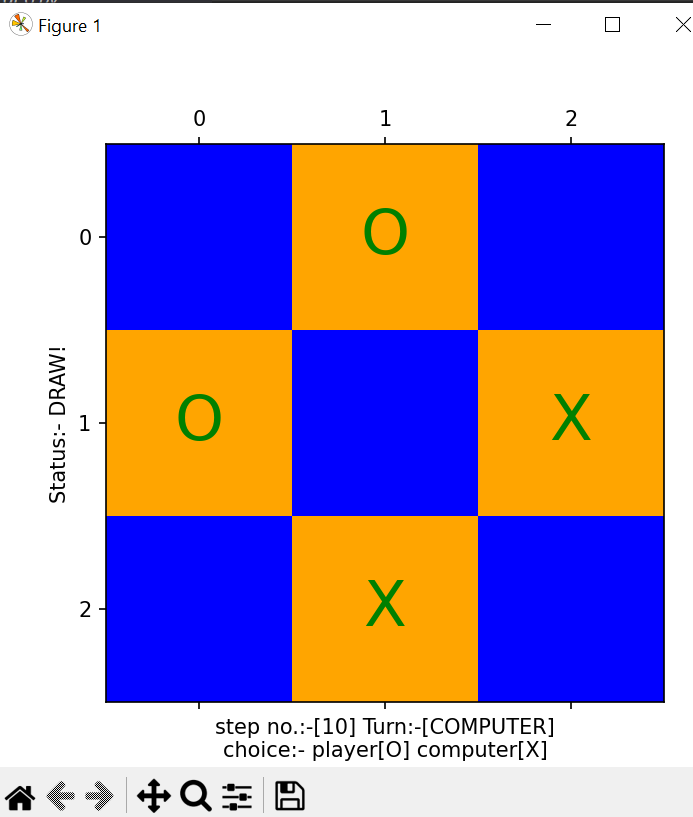 Figure 1
0 1 2
0
O
Status:- DRAW!
1
O X
2
X
step no.:-[10] Turn:-[COMPUTER]
choice:- player[O] computer[X]